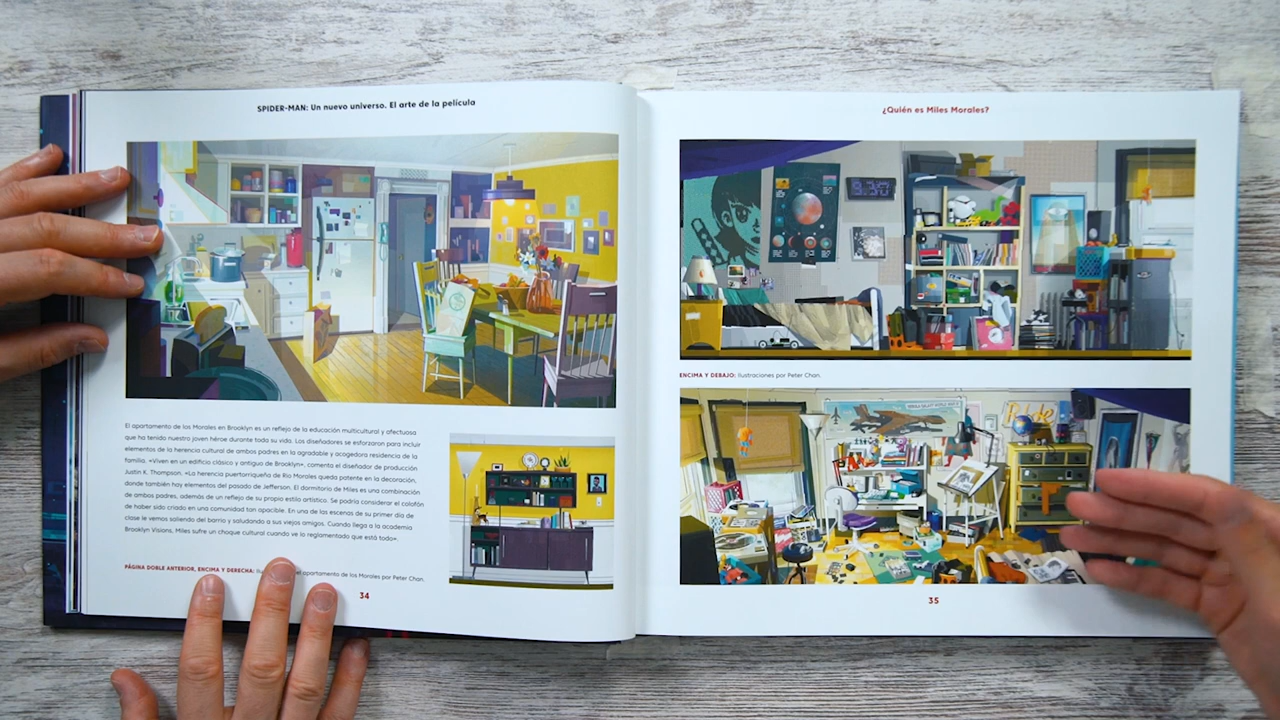 SPIDER-MAN: Un nuevo universo. El arte de la película
El apartamento de los Morales en Brooklyn es un reflejo de la educación multicultural y afectuosa
que ha tenido nuestro joven héroe durante toda su vida. Los diseñadores se esforzaron para incluir
elementos de la herencia cultural de ambos padres en la agradable y acogedora residencia de la
familia. «Viven en un edificio clásico y antiguo de Brooklyn», comenta el diseñador de producción
Justin K. Thompson. «La herencia puertorriqueña de Rio Morales queda patente en la decoración,
donde también hay elementos del pasado de Jefferson. El dormitorio de Miles es una combinación
de ambos padres, además de un reflejo de su propio estilo artístico. Se podría considerar el colofón
de haber sido criado en una comunidad tan apacible. En una de las escenas de su primer día de
clase le vemos saliendo del barrio y saludando a sus viejos amigos. Cuando llega a la academia
Brooklyn Visions, Miles sufre un choque cultural cuando ve lo reglamentado que está todo».
PÁGINA DOBLE ANTERIOR, ENCIMA Y DERECHA: el apartamento de los Morales por Peter Chan.
34
¿Quién es Miles Morales?
9:30
ENCIMA Y DEBAJO: Ilustraciones por Peter Chan.
35